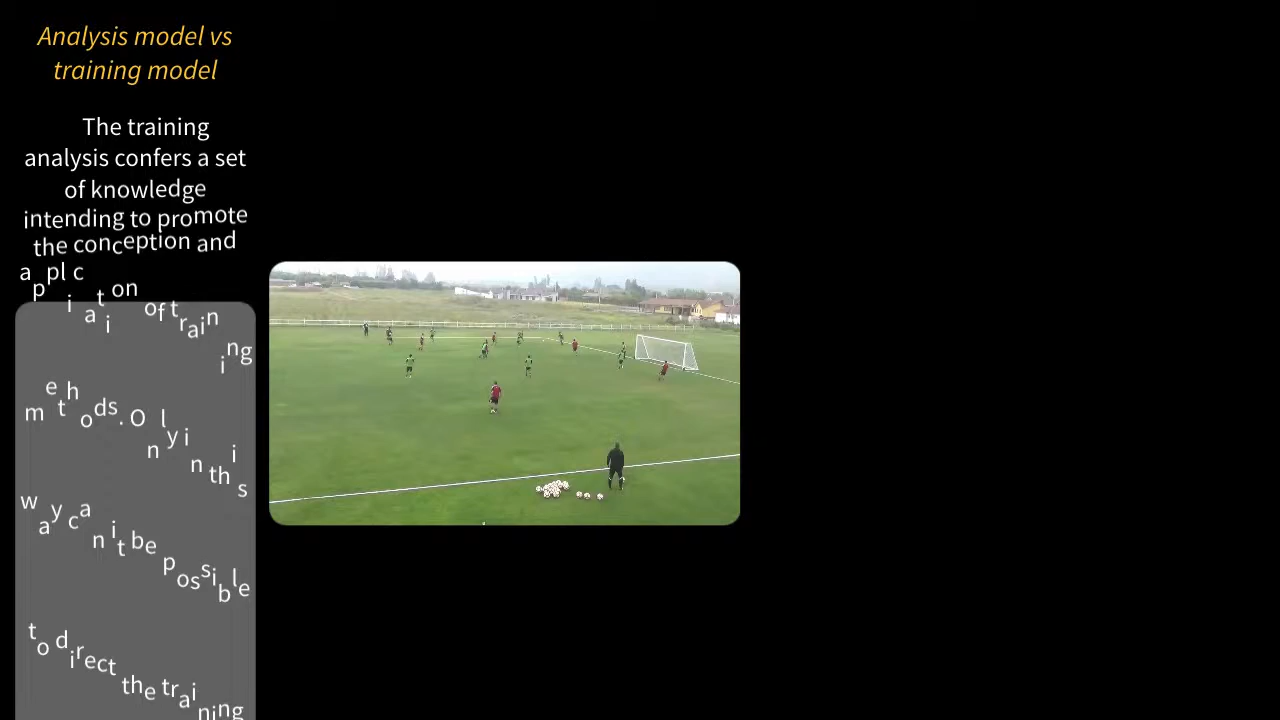 Analysis model vs
training model
The training
analysis confers a set
of knowledge
intending to promote
the conception and
application of training
methods. Only in this
way can it be possible
to direct the training